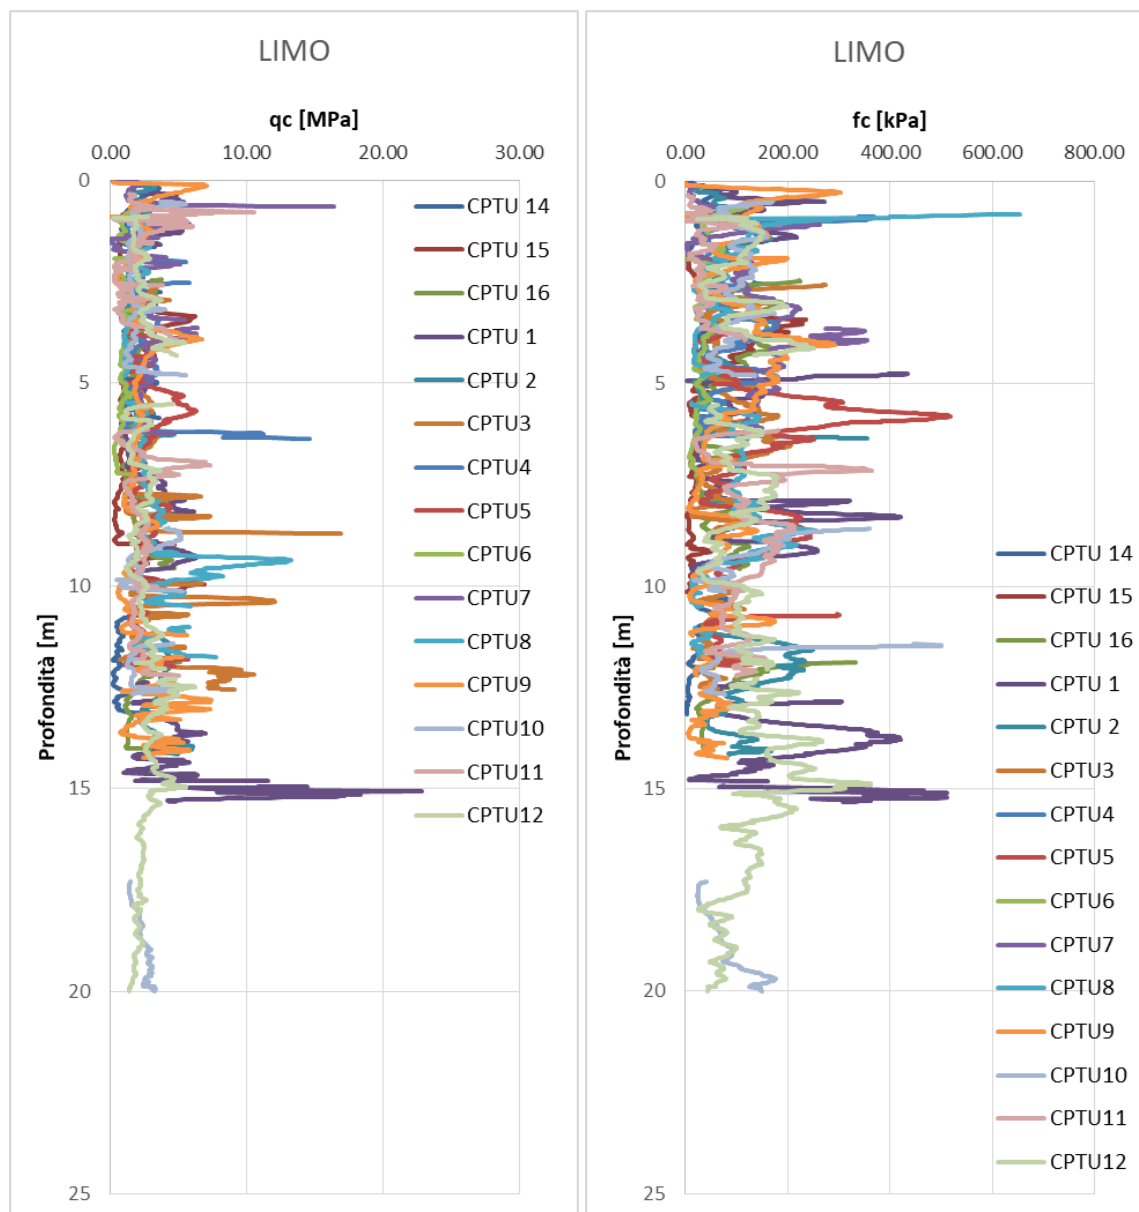 LIMO
qc [MPa]
0.00 10.00 20.00 30.00
0
5
10
15
20
25
Profondità [m]
CPTU 14
CPTU 15
CPTU 16
CPTU 1
CPTU 2
CPTU3
CPTU4
CPTU5
CPTU6
CPTU7
CPTU8
CPTU9
CPTU10
CPTU11
CPTU12
LIMO
fc [kPa]
0.00 200.00 400.00 600.00 800.00
0
5
10
15
20
25
Profondità [m]
CPTU 14
CPTU 15
CPTU 16
CPTU 1
CPTU 2
CPTU3
CPTU4
CPTU5
CPTU6
CPTU7
CPTU8
CPTU9
CPTU10
CPTU11
CPTU12